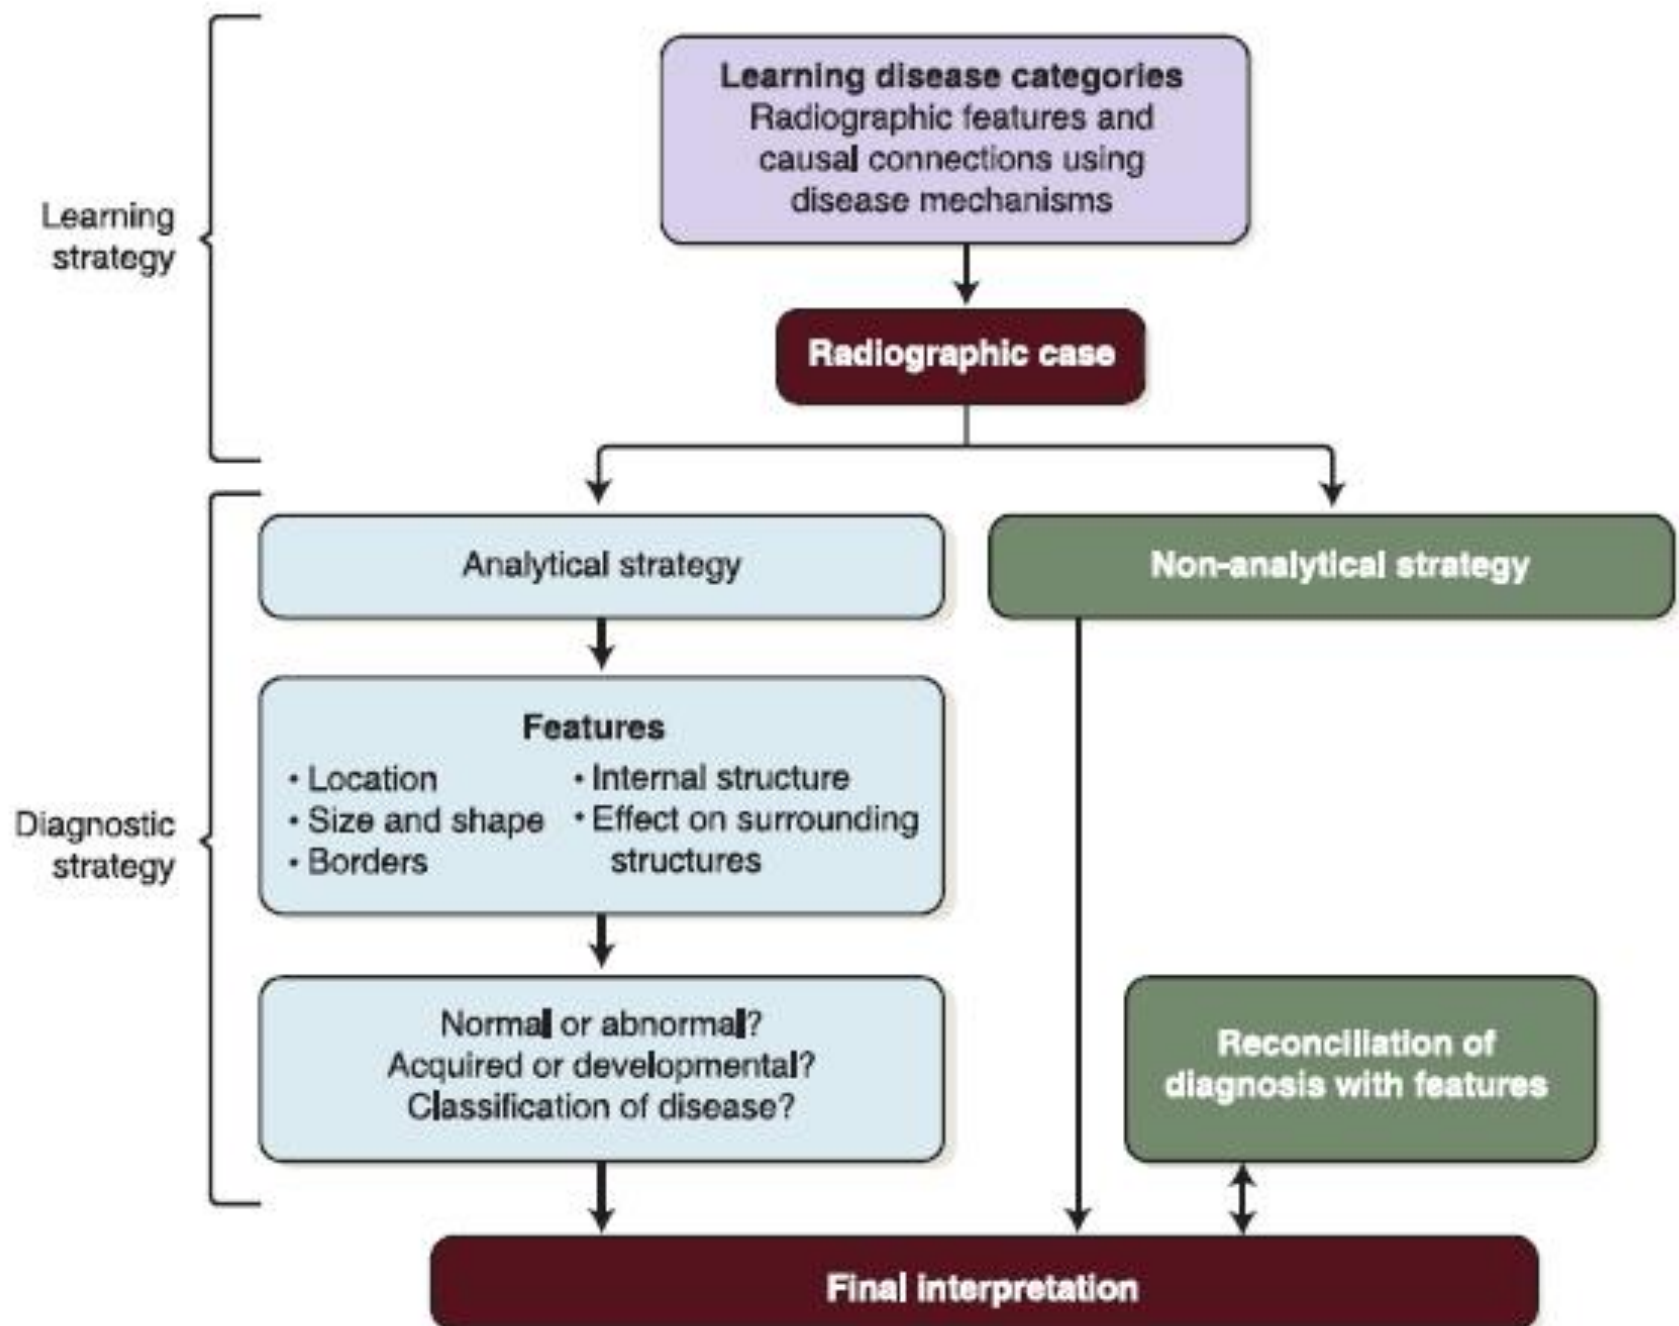 Learning disease categories
Radiographic features and
causal connections using
disease mechanisms
Learning
strategy
Radiographic case
Analytical strategy
Non-analytical strategy
Features
• Location
• Size and shape
• Borders
• Internal structure
• Effect on surrounding
structures
Diagnostic
strategy
Normal or abnormal?
Acquired or developmental?
Classification of disease?
Reconciliation of
diagnosis with features
Final interpretation